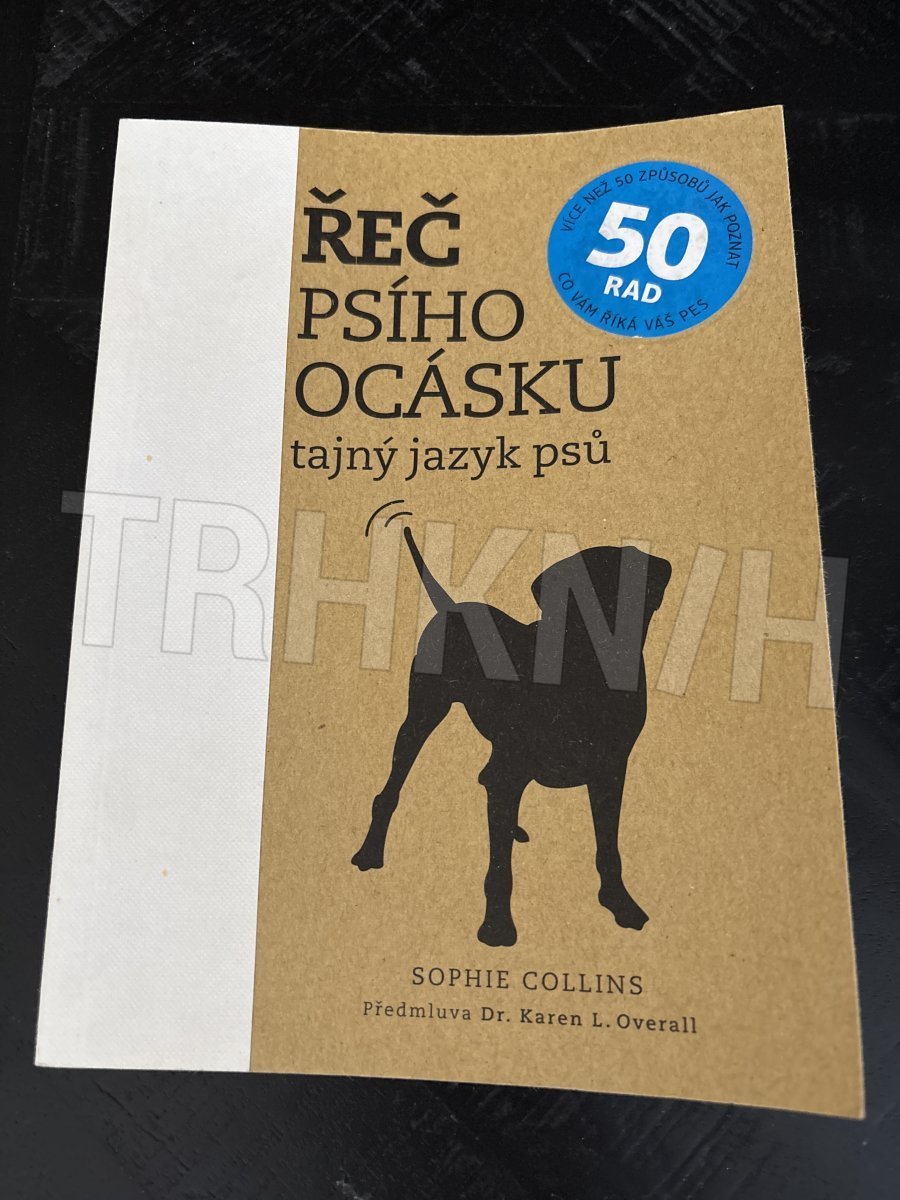 ŘEČ
PSÍHO
OCÁSKU
tajný jazyk psů
VÍCE NEŽ 50 ZPŮSOBŮ JAK POZNAT
50
RAD
CO VÁM ŘÍKÁ VÁŠ PES
TRHKNIH
SOPHIE COLLINS
Předmluva Dr. Karen L. Overall